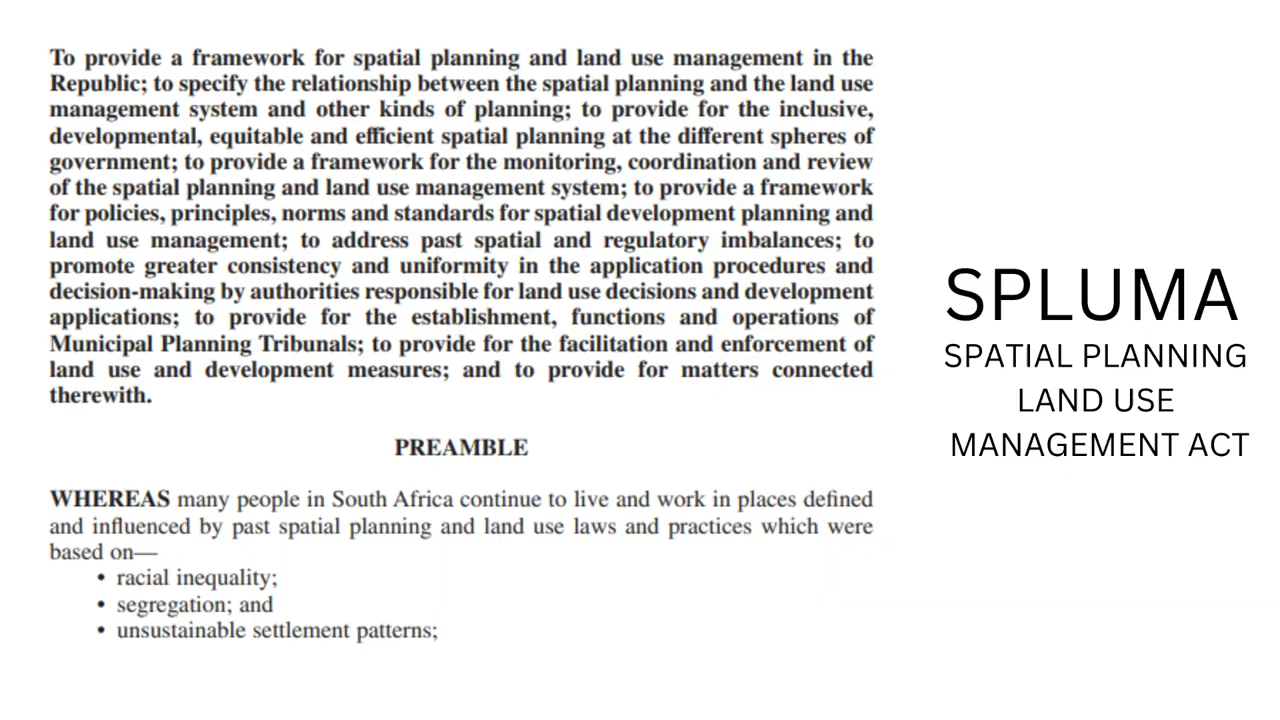 To provide a framework for spatial planning and land use management in the
Republic; to specify the relationship between the spatial planning and the land use
management system and other kinds of planning; to provide for the inclusive,
developmental, equitable and efficient spatial planning at the different spheres of
government; to provide a framework for the monitoring, coordination and review
of the spatial planning and land use management system; to provide a framework
for policies, principles, norms and standards for spatial development planning and
land use management; to address past spatial and regulatory imbalances; to
promote greater consistency and uniformity in the application procedures and
decision-making by authorities responsible for land use decisions and development
applications; to provide for the establishment, functions and operations of
Municipal Planning Tribunals; to provide for the facilitation and enforcement of
land use and development measures; and to provide for matters connected
therewith.
PREAMBLE
WHEREAS many people in South Africa continue to live and work in places defined
and influenced by past spatial planning and land use laws and practices which were
based on—
• racial inequality;
• segregation; and
• unsustainable settlement patterns;
SPLUMA
SPATIAL PLANNING
LAND USE
MANAGEMENT ACT